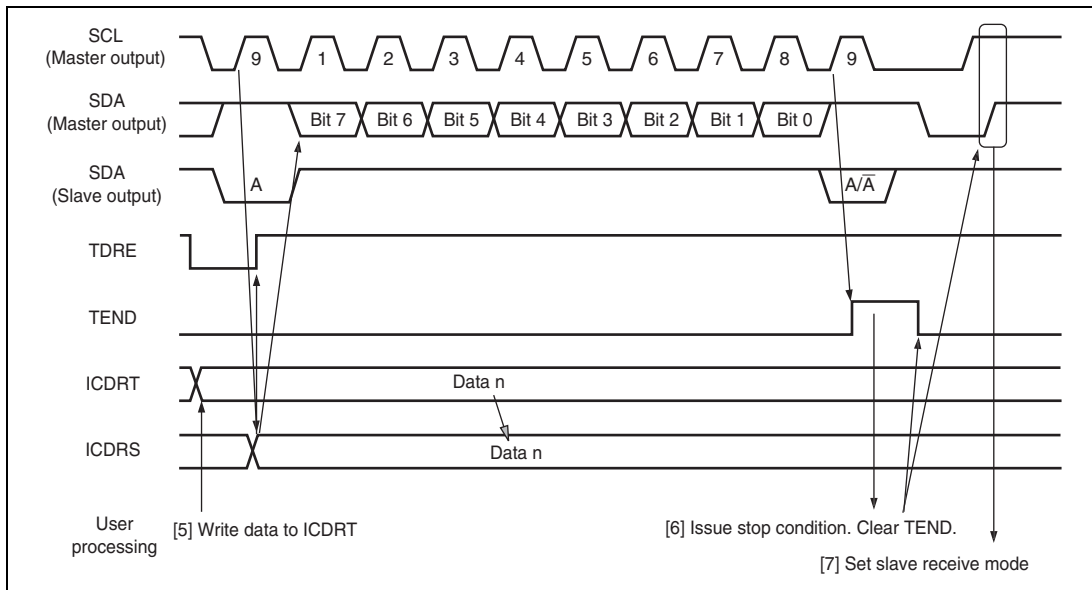 SCL
(Master output)
9 1 2 3 4 5 6 7 8 9
SDA
(Master output)
Bit 7 Bit 6 Bit 5 Bit 4 Bit 3 Bit 2 Bit 1 Bit 0
SDA
(Slave output)
A A/A̅
TDRE
TEND
ICDRT
Data n
ICDRS
Data n
User
processing
[5] Write data to ICDRT
[6] Issue stop condition. Clear TEND.
[7] Set slave receive mode